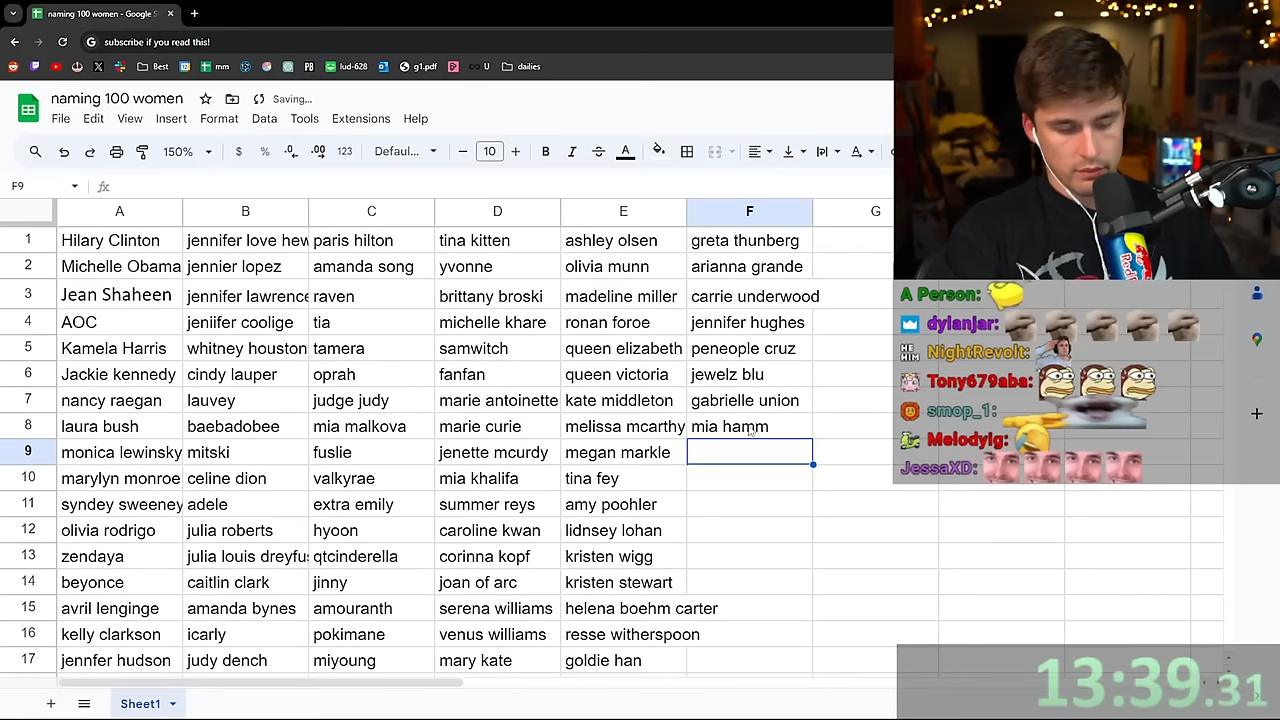 naming 100 women - Google S
subscribe if you read this!
Best
mm
PB
lud-628
g1.pdf
U
dailies
naming 100 women
Saving...
File Edit View Insert Format Data Tools Extensions Help
150% $ % .0 .00 123 Defaul... 10 B I A
F9 fx
A B C D E F G
1 Hilary Clinton jennifer love hew paris hilton tina kitten ashley olsen greta thunberg
2 Michelle Obama jennier lopez amanda song yvonne olivia munn arianna grande
3 Jean Shaheen jennifer lawrence raven brittany broski madeline miller carrie underwood
4 AOC jeniifer coolige tia michelle khare ronan foroe jennifer hughes
5 Kamela Harris whitney houston tamera samwitch queen elizabeth peneople cruz
6 Jackie kennedy cindy lauper oprah fanfan queen victoria jewelz blu
7 nancy raegan lauvey judge judy marie antoinette kate middleton gabrielle union
8 laura bush baebadobee mia malkova marie curie melissa mcarthy mia hamm
9 monica lewinsky mitski fuslie jenette mcurdy megan markle
10 marylyn monroe celine dion valkyrae mia khalifa tina fey
11 syndey sweeney adele extra emily summer reys amy poohler
12 olivia rodrigo julia roberts hyoon caroline kwan lidnsey lohan
13 zendaya julia louis dreyfus qtcinderella corinna kopf kristen wigg
14 beyonce caitlin clark jinny joan of arc kristen stewart
15 avril lenginge amanda bynes amouranth serena williams helena boehm carter
16 kelly clarkson icarly pokimane venus williams resse witherspoon
17 jennfer hudson judy dench miyoung mary kate goldie han
Sheet1
A Person:
dylanjar:
HE HIM NightRevolt:
Tony679aba:
smop_1:
Melodylg:
JessaXD:
13:39.31